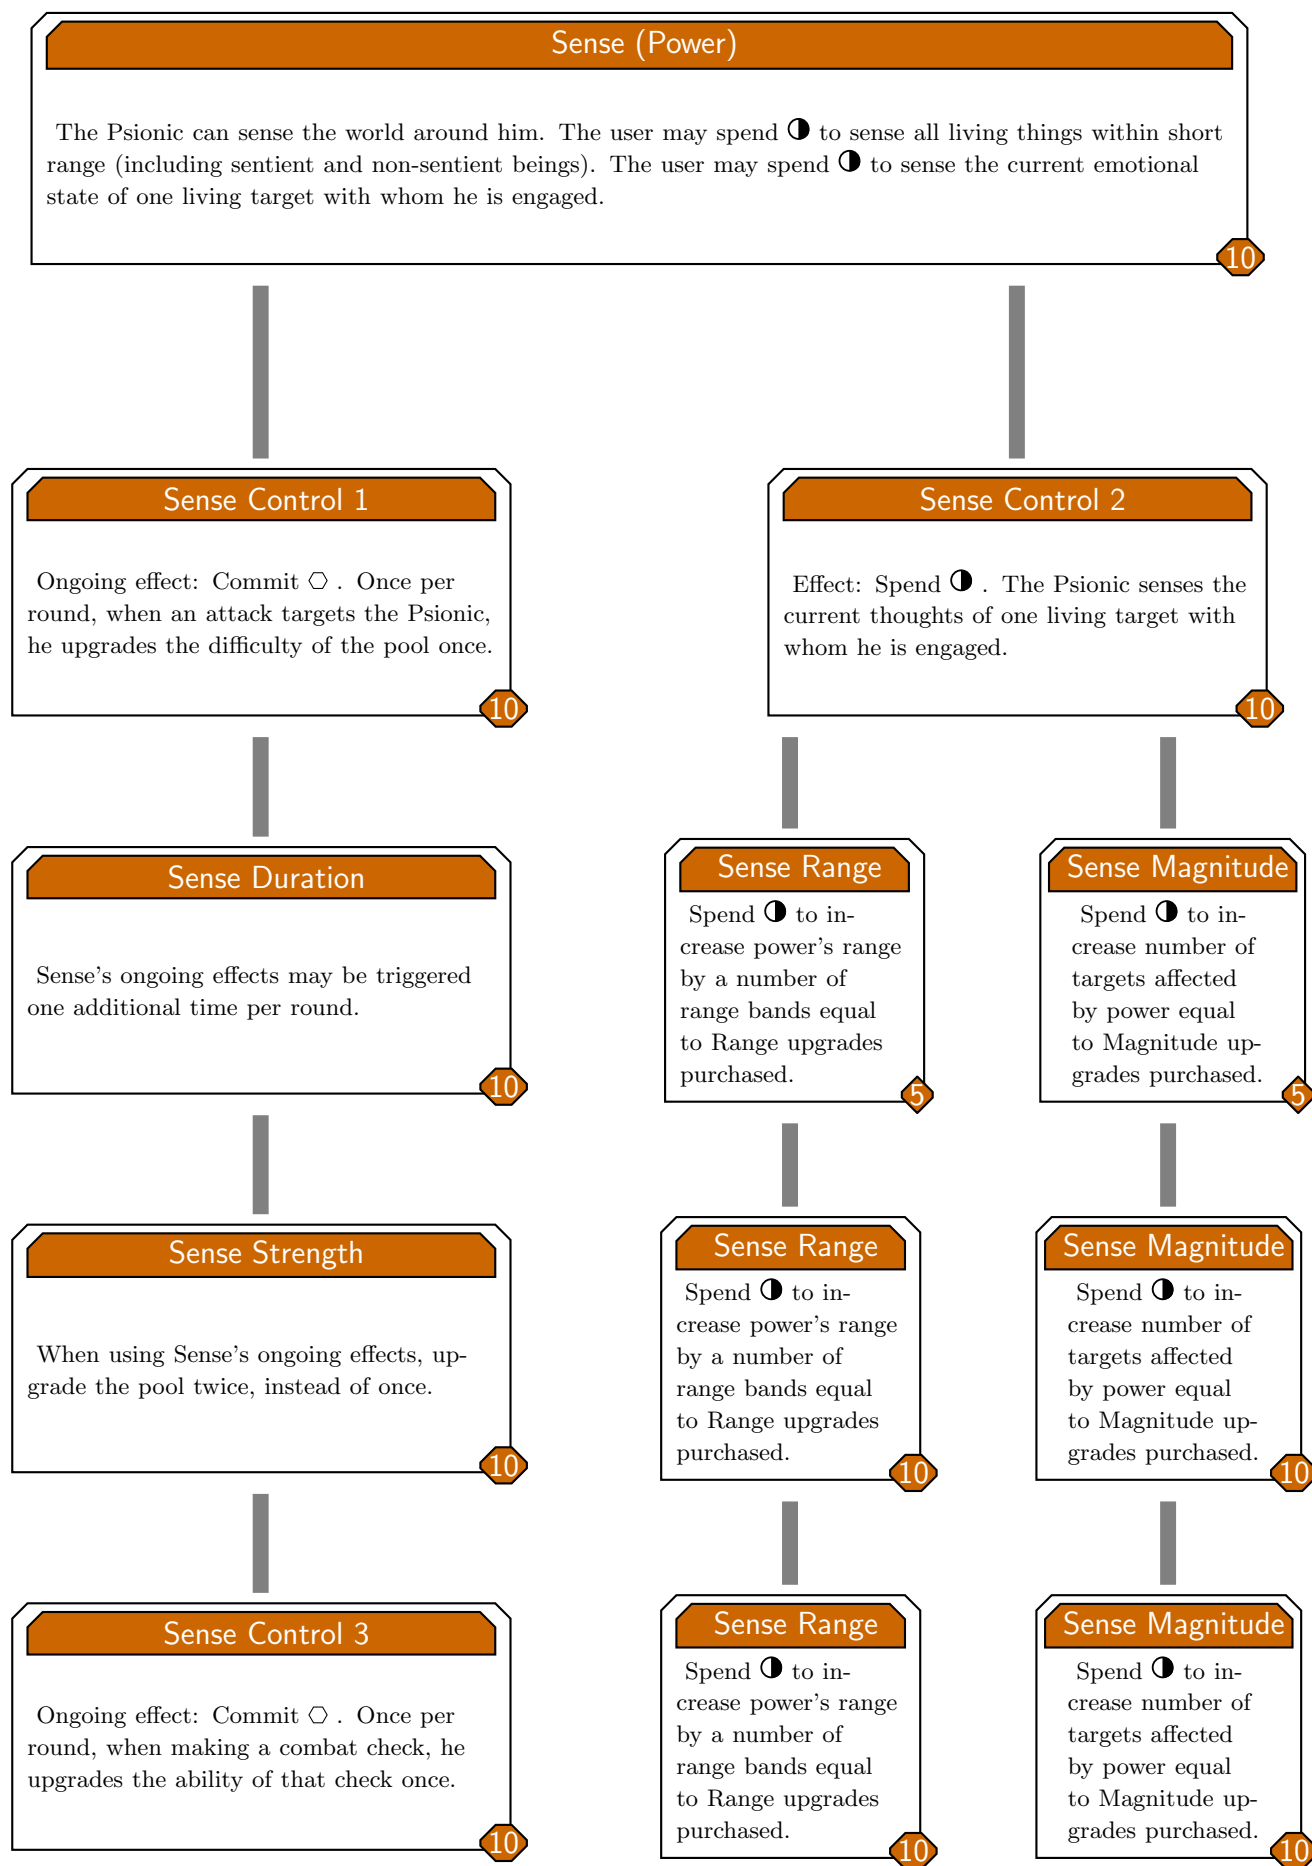 Sense (Power)
The Psionic can sense the world around him. The user may spend ◑ to sense all living things within short
range (including sentient and non-sentient beings). The user may spend ◑ to sense the current emotional
state of one living target with whom he is engaged.
10
Sense Control 1
Ongoing effect: Commit ⬡ . Once per
round, when an attack targets the Psionic,
he upgrades the difficulty of the pool once.
10
Sense Control 2
Effect: Spend ◑ . The Psionic senses the
current thoughts of one living target with
whom he is engaged.
10
Sense Duration
Sense's ongoing effects may be triggered
one additional time per round.
10
Sense Range
Spend ◑ to in-
crease power's range
by a number of
range bands equal
to Range upgrades
purchased.
5
Sense Magnitude
Spend ◑ to in-
crease number of
targets affected
by power equal
to Magnitude up-
grades purchased.
5
Sense Strength
When using Sense's ongoing effects, up-
grade the pool twice, instead of once.
10
Sense Range
Spend ◑ to in-
crease power's range
by a number of
range bands equal
to Range upgrades
purchased.
10
Sense Magnitude
Spend ◑ to in-
crease number of
targets affected
by power equal
to Magnitude up-
grades purchased.
10
Sense Control 3
Ongoing effect: Commit ⬡ . Once per
round, when making a combat check, he
upgrades the ability of that check once.
10
Sense Range
Spend ◑ to in-
crease power's range
by a number of
range bands equal
to Range upgrades
purchased.
10
Sense Magnitude
Spend ◑ to in-
crease number of
targets affected
by power equal
to Magnitude up-
grades purchased.
10